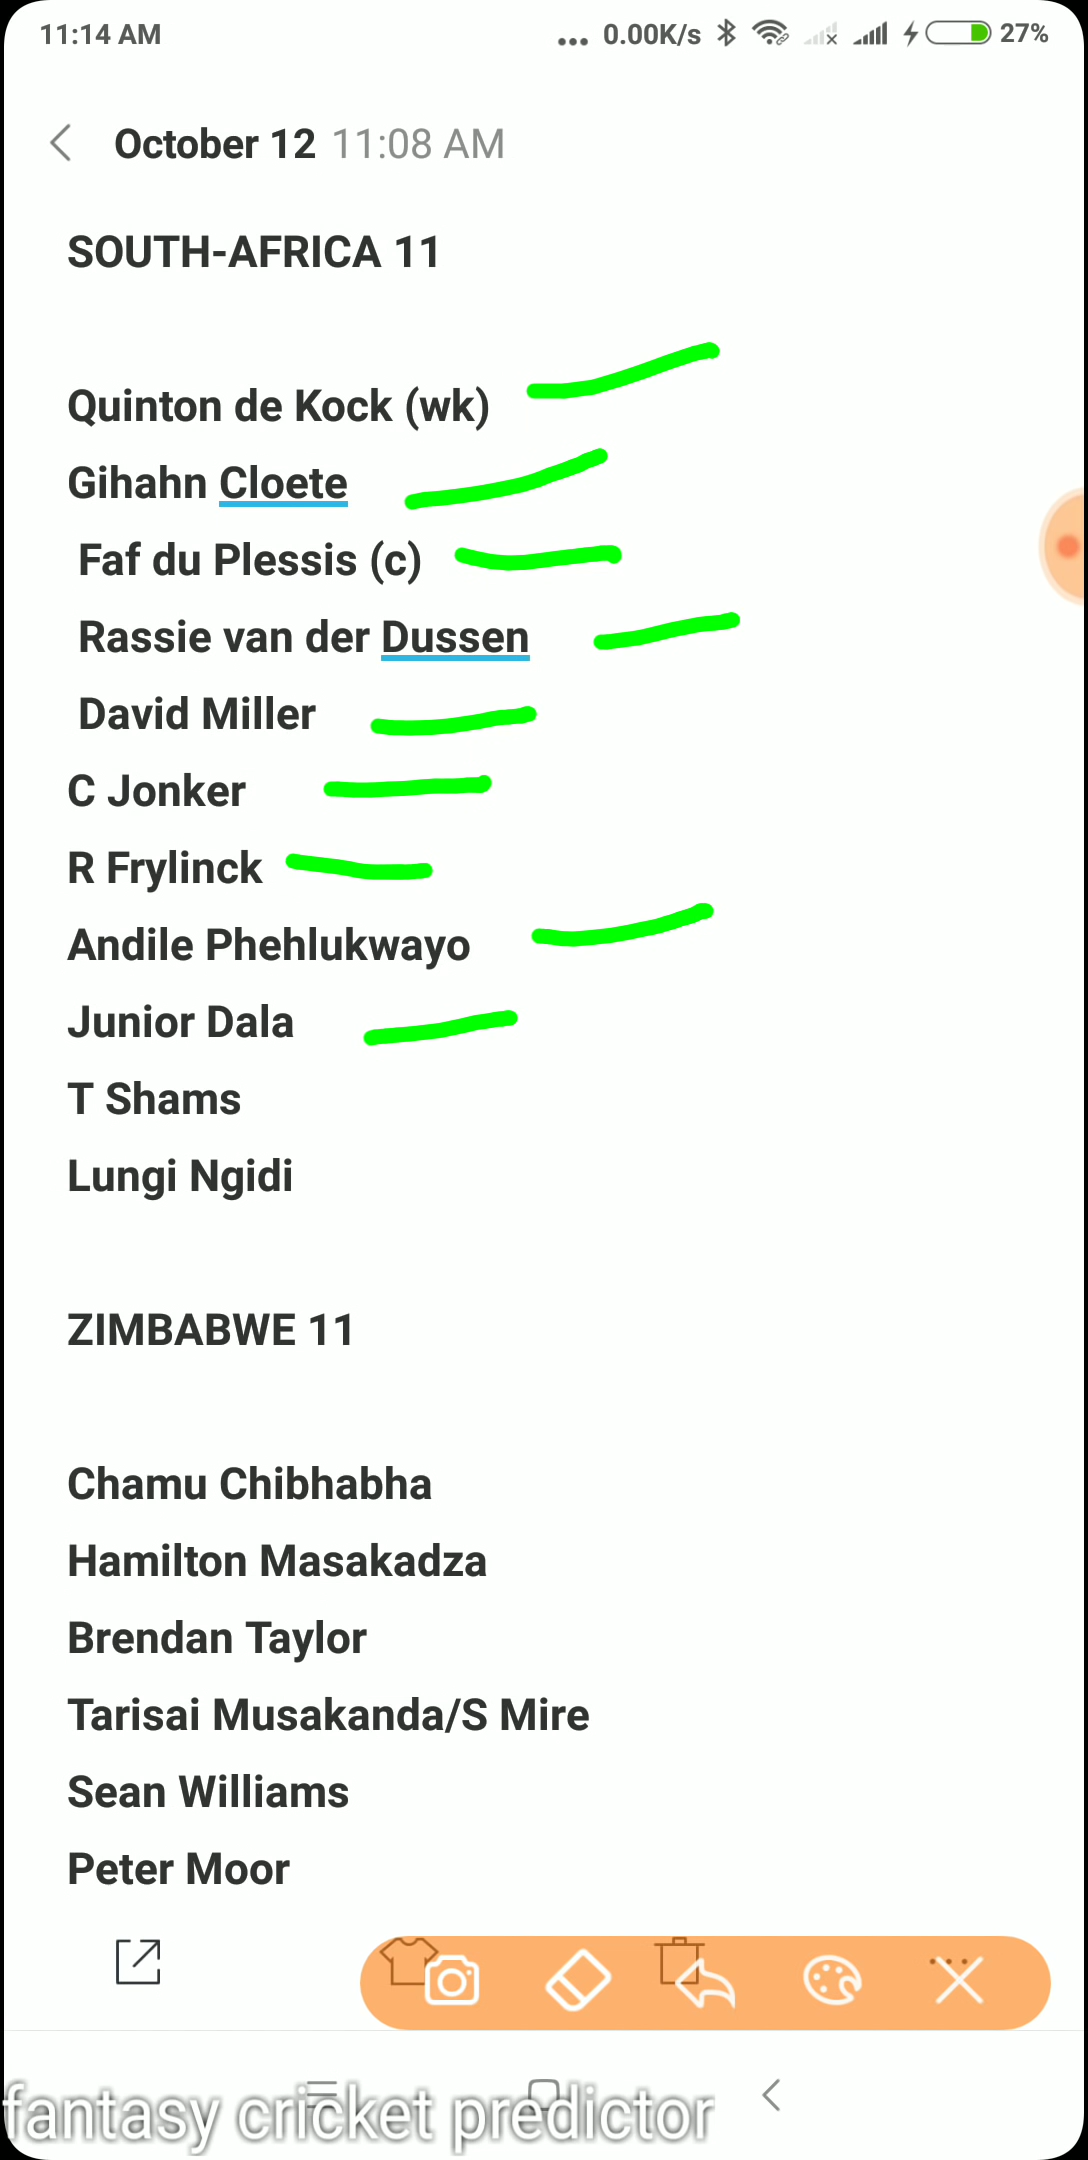 11:14 AM ... 0.00K/s 27%
October 12 11:08 AM
SOUTH-AFRICA 11
Quinton de Kock (wk)
Gihahn Cloete
Faf du Plessis (c)
Rassie van der Dussen
David Miller
C Jonker
R Frylinck
Andile Phehlukwayo
Junior Dala
T Shams
Lungi Ngidi
ZIMBABWE 11
Chamu Chibhabha
Hamilton Masakadza
Brendan Taylor
Tarisai Musakanda/S Mire
Sean Williams
Peter Moor
fantasy cricket predictor